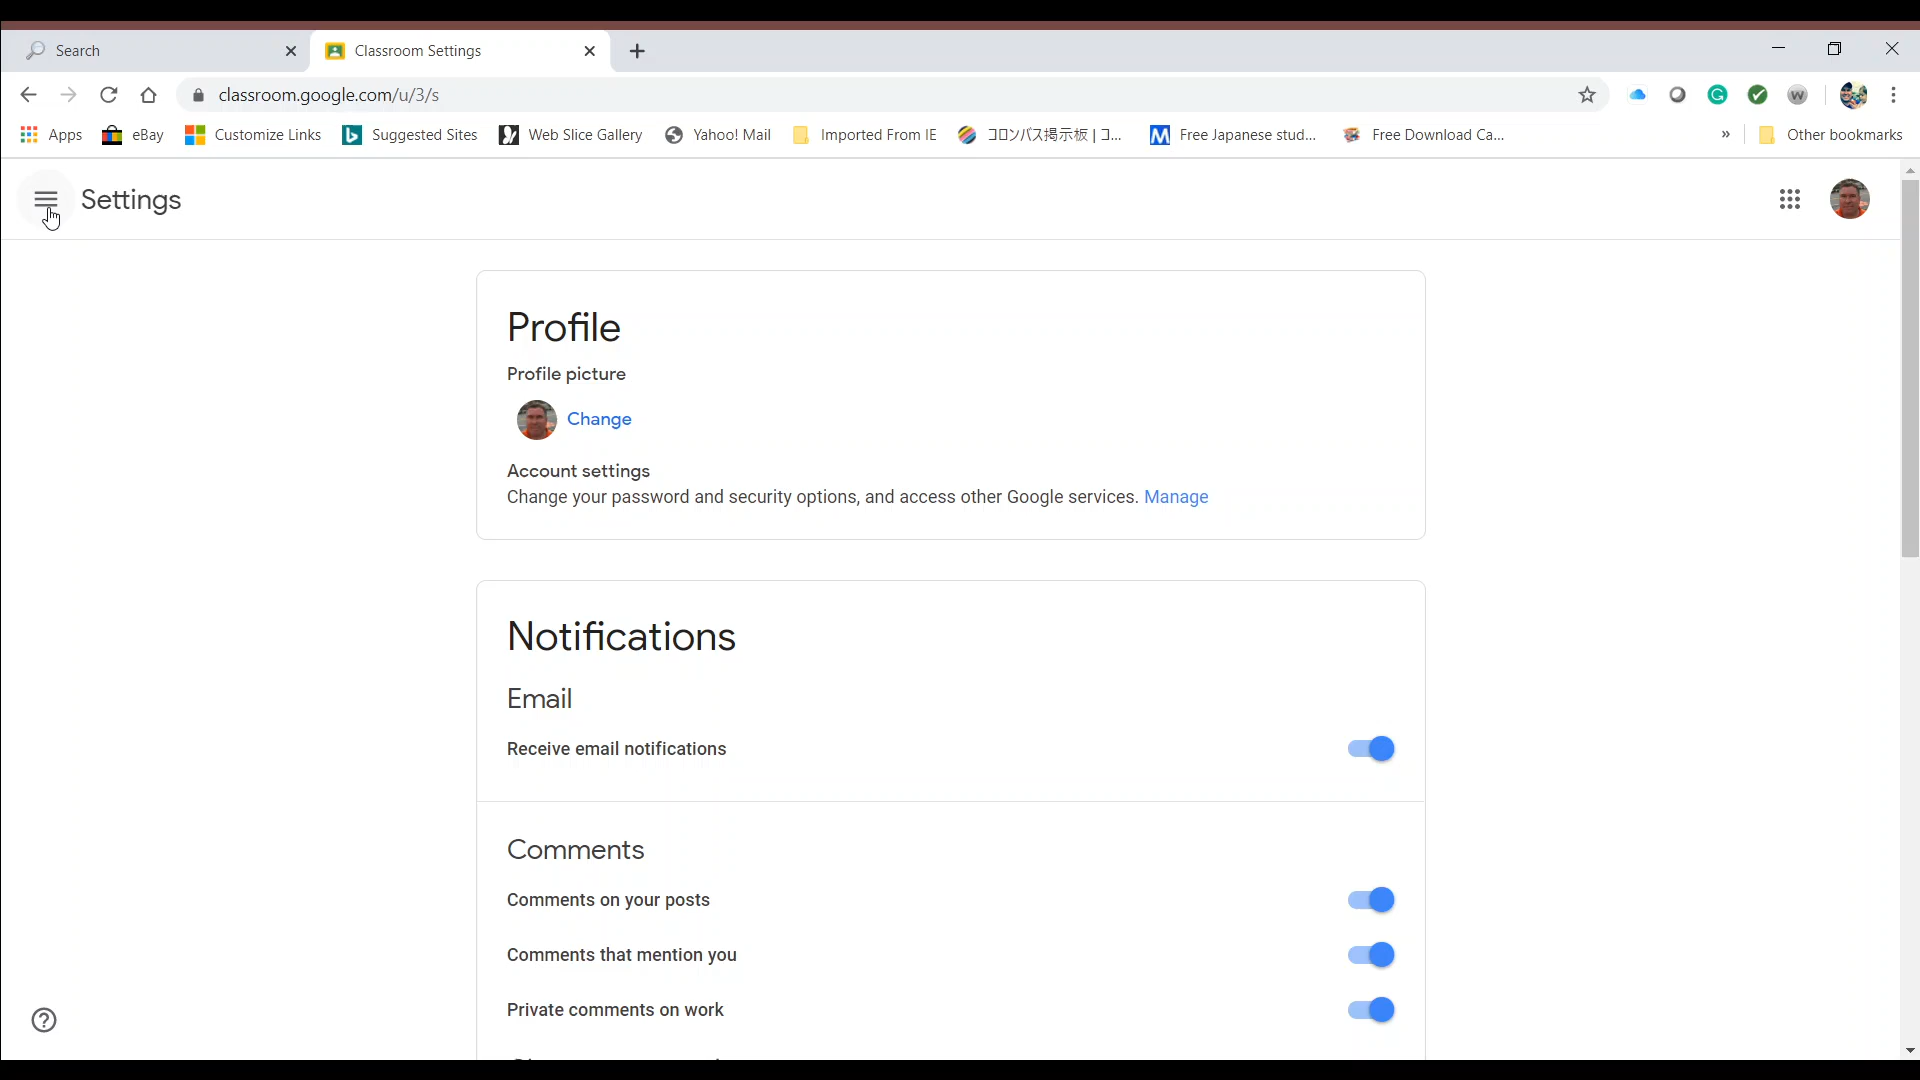 Search
Classroom Settings
classroom.google.com/u/3/s
Apps eBay Customize Links Suggested Sites Web Slice Gallery Yahoo! Mail Imported From IE コロンバス掲示板 | コ... Free Japanese stud... Free Download Ca... » Other bookmarks
Settings
Profile
Profile picture
Change
Account settings
Change your password and security options, and access other Google services. Manage
Notifications
Email
Receive email notifications
Comments
Comments on your posts
Comments that mention you
Private comments on work